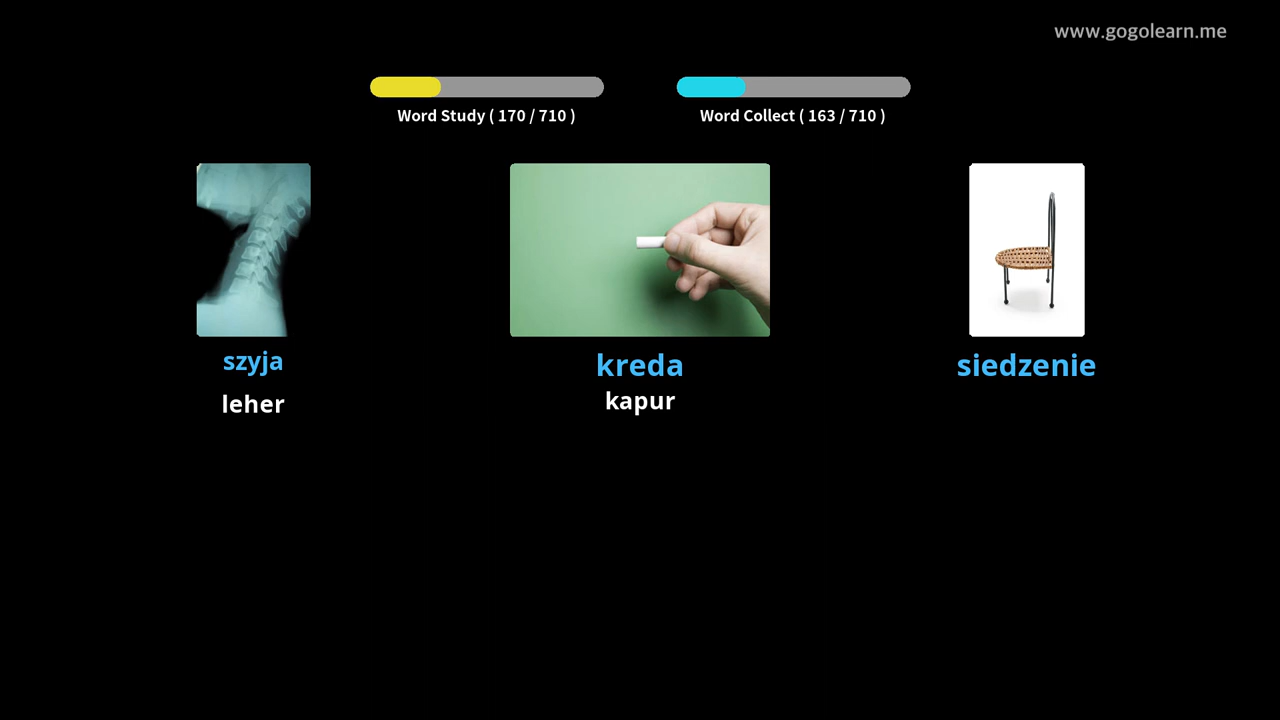 www.gogolearn.me
Word Study ( 170 / 710 )
Word Collect ( 163 / 710 )
szyja
kreda
siedzenie
leher
kapur